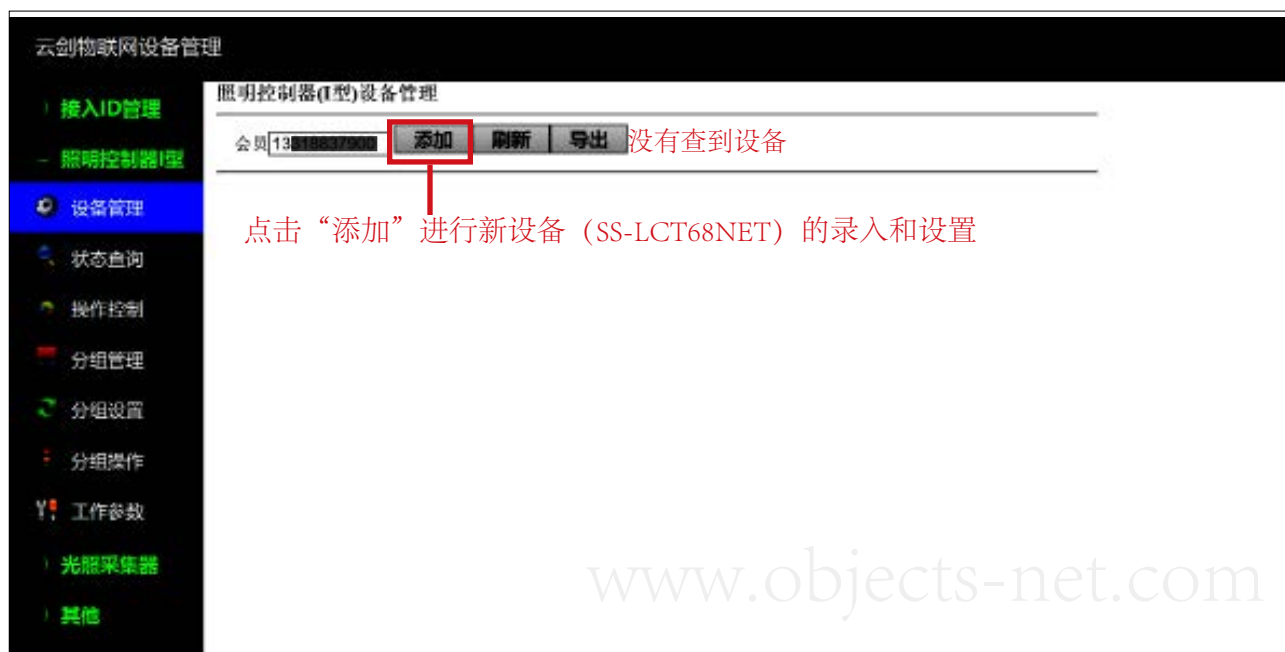 云剑物联网设备管理
接入ID管理
照明控制器I型
设备管理
状态查询
操作控制
分组管理
分组设置
分组操作
工作参数
光照采集器
其他
照明控制器(I型)设备管理
会员 13 添加 刷新 导出 没有查到设备
点击“添加”进行新设备（SS-LCT68NET）的录入和设置
www.objects-net.com